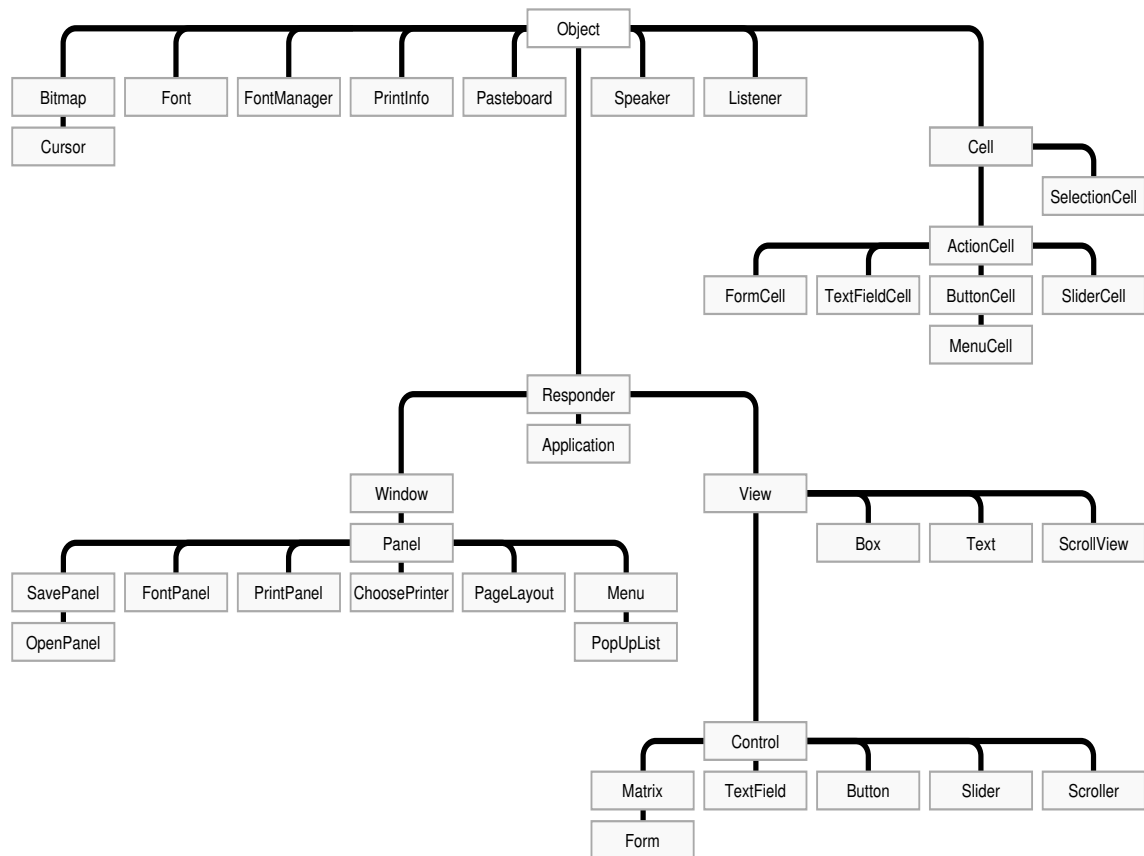 Object
Bitmap
Font
FontManager
PrintInfo
Pasteboard
Speaker
Listener
Cursor
Cell
SelectionCell
ActionCell
FormCell
TextFieldCell
ButtonCell
SliderCell
MenuCell
Responder
Application
Window
View
Panel
Box
Text
ScrollView
SavePanel
FontPanel
PrintPanel
ChoosePrinter
PageLayout
Menu
OpenPanel
PopUpList
Control
Matrix
TextField
Button
Slider
Scroller
Form